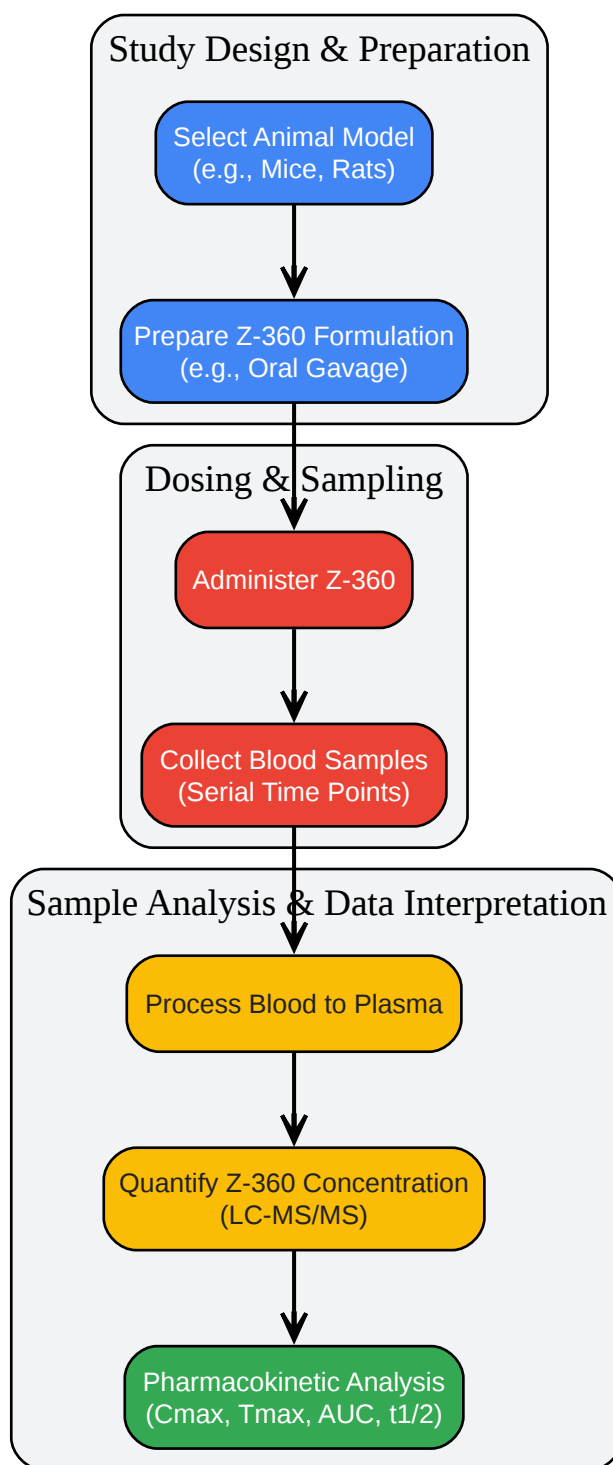 Study Design & Preparation
Select Animal Model
(e.g., Mice, Rats)
Prepare Z-360 Formulation
(e.g., Oral Gavage)
Dosing & Sampling
Administer Z-360
Collect Blood Samples
(Serial Time Points)
Sample Analysis & Data Interpretation
Process Blood to Plasma
Quantify Z-360 Concentration
(LC-MS/MS)
Pharmacokinetic Analysis
(Cmax, Tmax, AUC, t1/2)